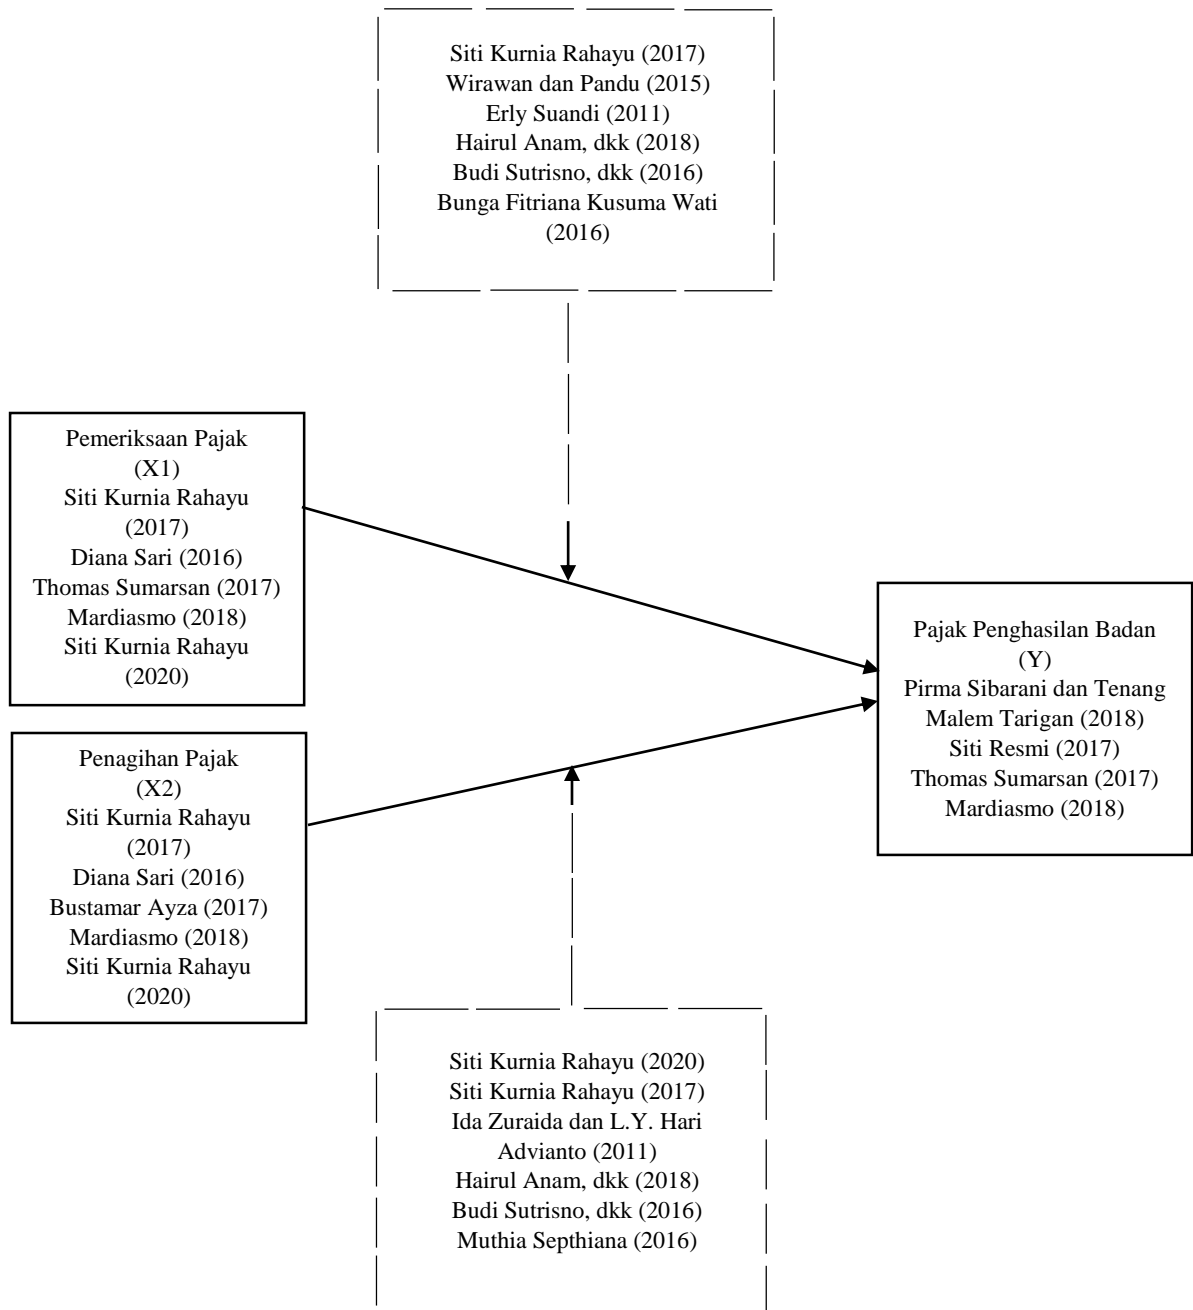 Siti Kurnia Rahayu (2017)
Wirawan dan Pandu (2015)
Erly Suandi (2011)
Hairul Anam, dkk (2018)
Budi Sutrisno, dkk (2016)
Bunga Fitriana Kusuma Wati
(2016)
Pemeriksaan Pajak
(X1)
Siti Kurnia Rahayu
(2017)
Diana Sari (2016)
Thomas Sumarsan (2017)
Mardiasmo (2018)
Siti Kurnia Rahayu
(2020)
Penagihan Pajak
(X2)
Siti Kurnia Rahayu
(2017)
Diana Sari (2016)
Bustamar Ayza (2017)
Mardiasmo (2018)
Siti Kurnia Rahayu
(2020)
Pajak Penghasilan Badan
(Y)
Pirma Sibarani dan Tenang
Malem Tarigan (2018)
Siti Resmi (2017)
Thomas Sumarsan (2017)
Mardiasmo (2018)
Siti Kurnia Rahayu (2020)
Siti Kurnia Rahayu (2017)
Ida Zuraida dan L.Y. Hari
Advianto (2011)
Hairul Anam, dkk (2018)
Budi Sutrisno, dkk (2016)
Muthia Septhiana (2016)